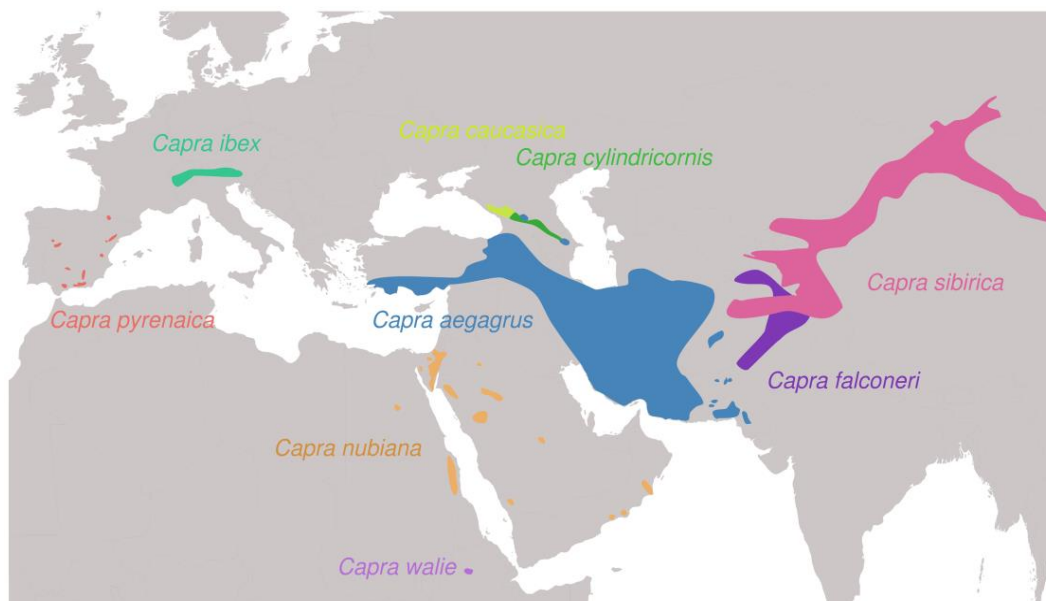 Capra caucasica
Capra ibex
Capra cylindricornis
Capra sibirica
Capra pyrenaica
Capra aegagrus
Capra falconeri
Capra nubiana
Capra walie